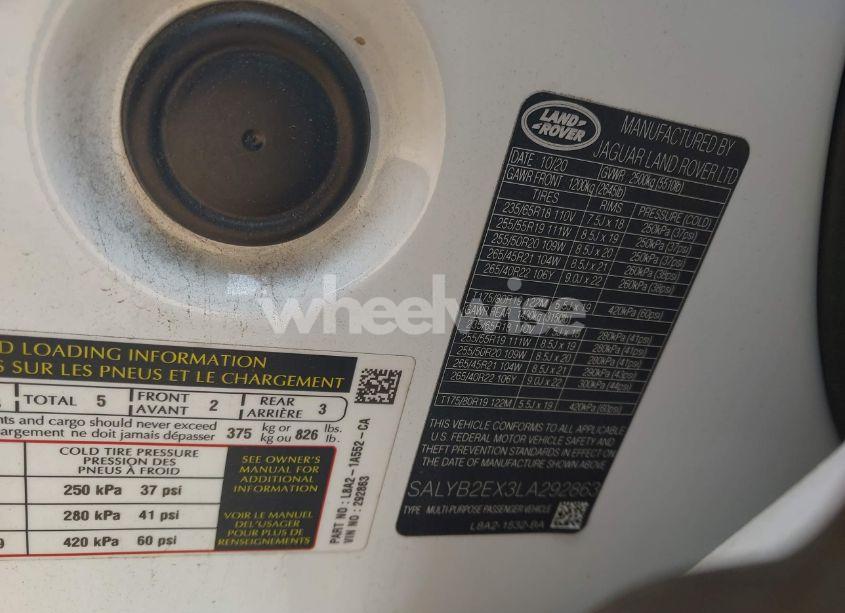 LAND-
ROVER
MANUFACTURED BY
JAGUAR LAND ROVER LTD
DATE: 10/20 GVWR: 2500kg (5510lb)
GAWR FRONT 1200kg (2645lb)
TIRES RIMS PRESSURE (COLD)
235/65R18 110V 7.5J x 18 250kPa (37psi)
255/55R19 111W 8.5J x 19 250kPa (37psi)
255/50R20 109W 8.5J x 20 250kPa (37psi)
265/45R21 104W 8.5J x 21 260kPa (38psi)
265/40R22 106Y 9.0J x 22 260kPa (38psi)
x 19 420kPa (60psi)
GAWR REAR
x 18 280kPa (41psi)
255/55R19 111W 8.5J x 19 280kPa (41psi)
255/50R20 109W 8.5J x 20 280kPa (41psi)
265/45R21 104W 8.5J x 21 290kPa (43psi)
265/40R22 106Y 9.0J x 22 300kPa (44psi)
T175/80R19 122M 5.5J x 19 420kPa (60psi)
THIS VEHICLE CONFORMS TO ALL APPLICABLE
U.S. FEDERAL MOTOR VEHICLE SAFETY AND
THEFT PREVENTION STANDARDS IN EFFECT ON
THE DATE OF MANUFACTURE SHOWN ABOVE
SALYB2EX3LA292863
TYPE: MULTI-PURPOSE PASSENGER VEHICLE
L8A2-1532-BA
wheelwise
D LOADING INFORMATION
S SUR LES PNEUS ET LE CHARGEMENT
TOTAL 5 FRONT AVANT 2 REAR ARRIÈRE 3
nts and cargo should never exceed 375 kg or 826 lbs.
argement ne doit jamais dépasser kg ou lb.
COLD TIRE PRESSURE
PRESSION DES
PNEUS À FROID
250 kPa 37 psi
280 kPa 41 psi
9 420 kPa 60 psi
SEE OWNER'S
MANUAL FOR
ADDITIONAL
INFORMATION
VOIR LE MANUEL
DEL'USAGER
POUR PLUS DE
RENSEIGNEMENTS
PART NO : L8A2-1A552-CA
VIN NO : 292863